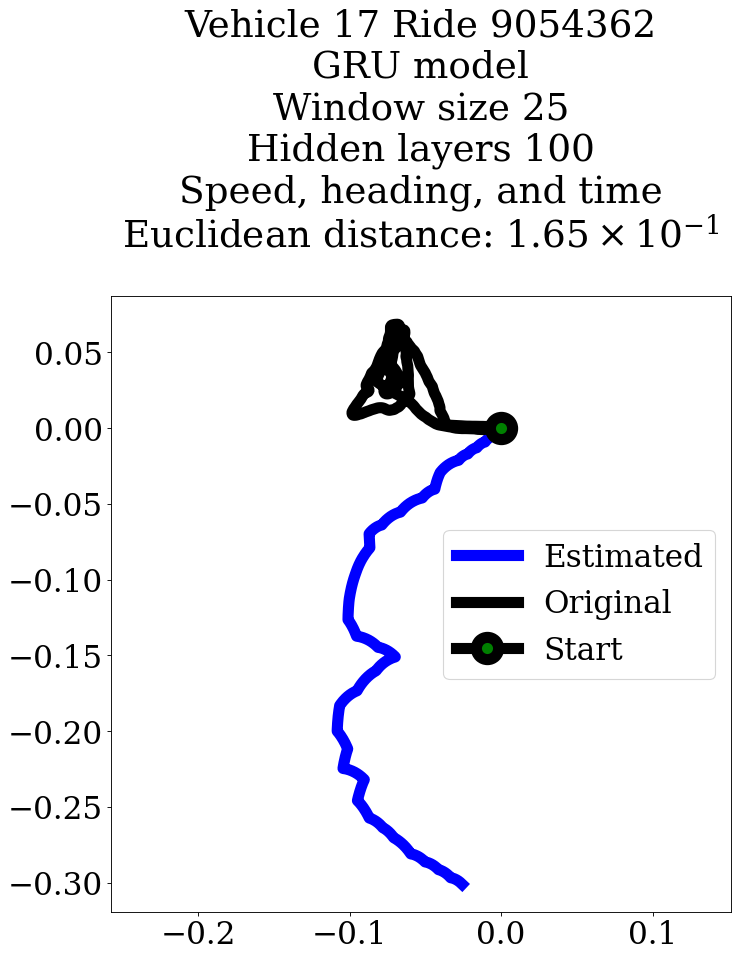 Vehicle 17 Ride 9054362
GRU model
Window size 25
Hidden layers 100
Speed, heading, and time
Euclidean distance: 1.65 × 10⁻¹
0.05
0.00
−0.05
−0.10
−0.15
−0.20
−0.25
−0.30
Estimated
Original
Start
−0.2
−0.1
0.0
0.1